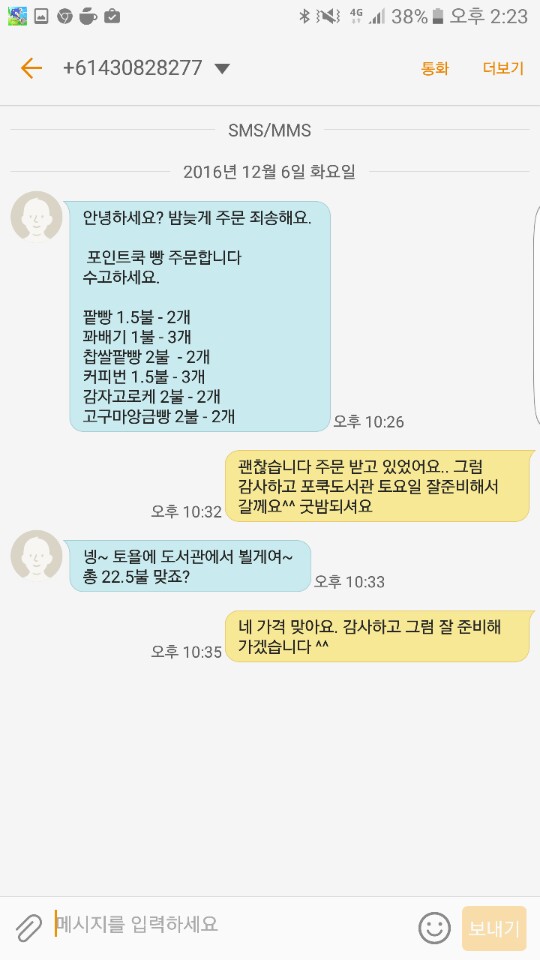 4G 38% 오후 2:23
+61430828277 통화 더보기
SMS/MMS
2016년 12월 6일 화요일
안녕하세요? 밤늦게 주문 죄송해요.
포인트쿡 빵 주문합니다
수고하세요.
팥빵 1.5불 - 2개
꽈배기 1불 - 3개
찹쌀팥빵 2불 - 2개
커피번 1.5불 - 3개
감자고로케 2불 - 2개
고구마앙금빵 2불 - 2개
오후 10:26
괜찮습니다 주문 받고 있었어요.. 그럼
감사하고 포쿡도서관 토요일 잘준비해서
갈께요^^ 굿밤되셔요
오후 10:32
넹~ 토욜에 도서관에서 뵐게여~
총 22.5불 맞죠?
오후 10:33
네 가격 맞아요. 감사하고 그럼 잘 준비해
가겠습니다 ^^
오후 10:35
메시지를 입력하세요
보내기